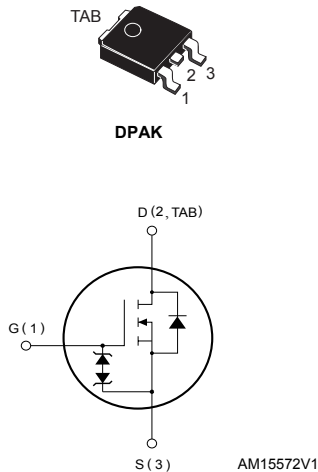 TAB
2 3
1
DPAK
D (2, TAB)
G ( 1 )
S ( 3 )
AM15572V1